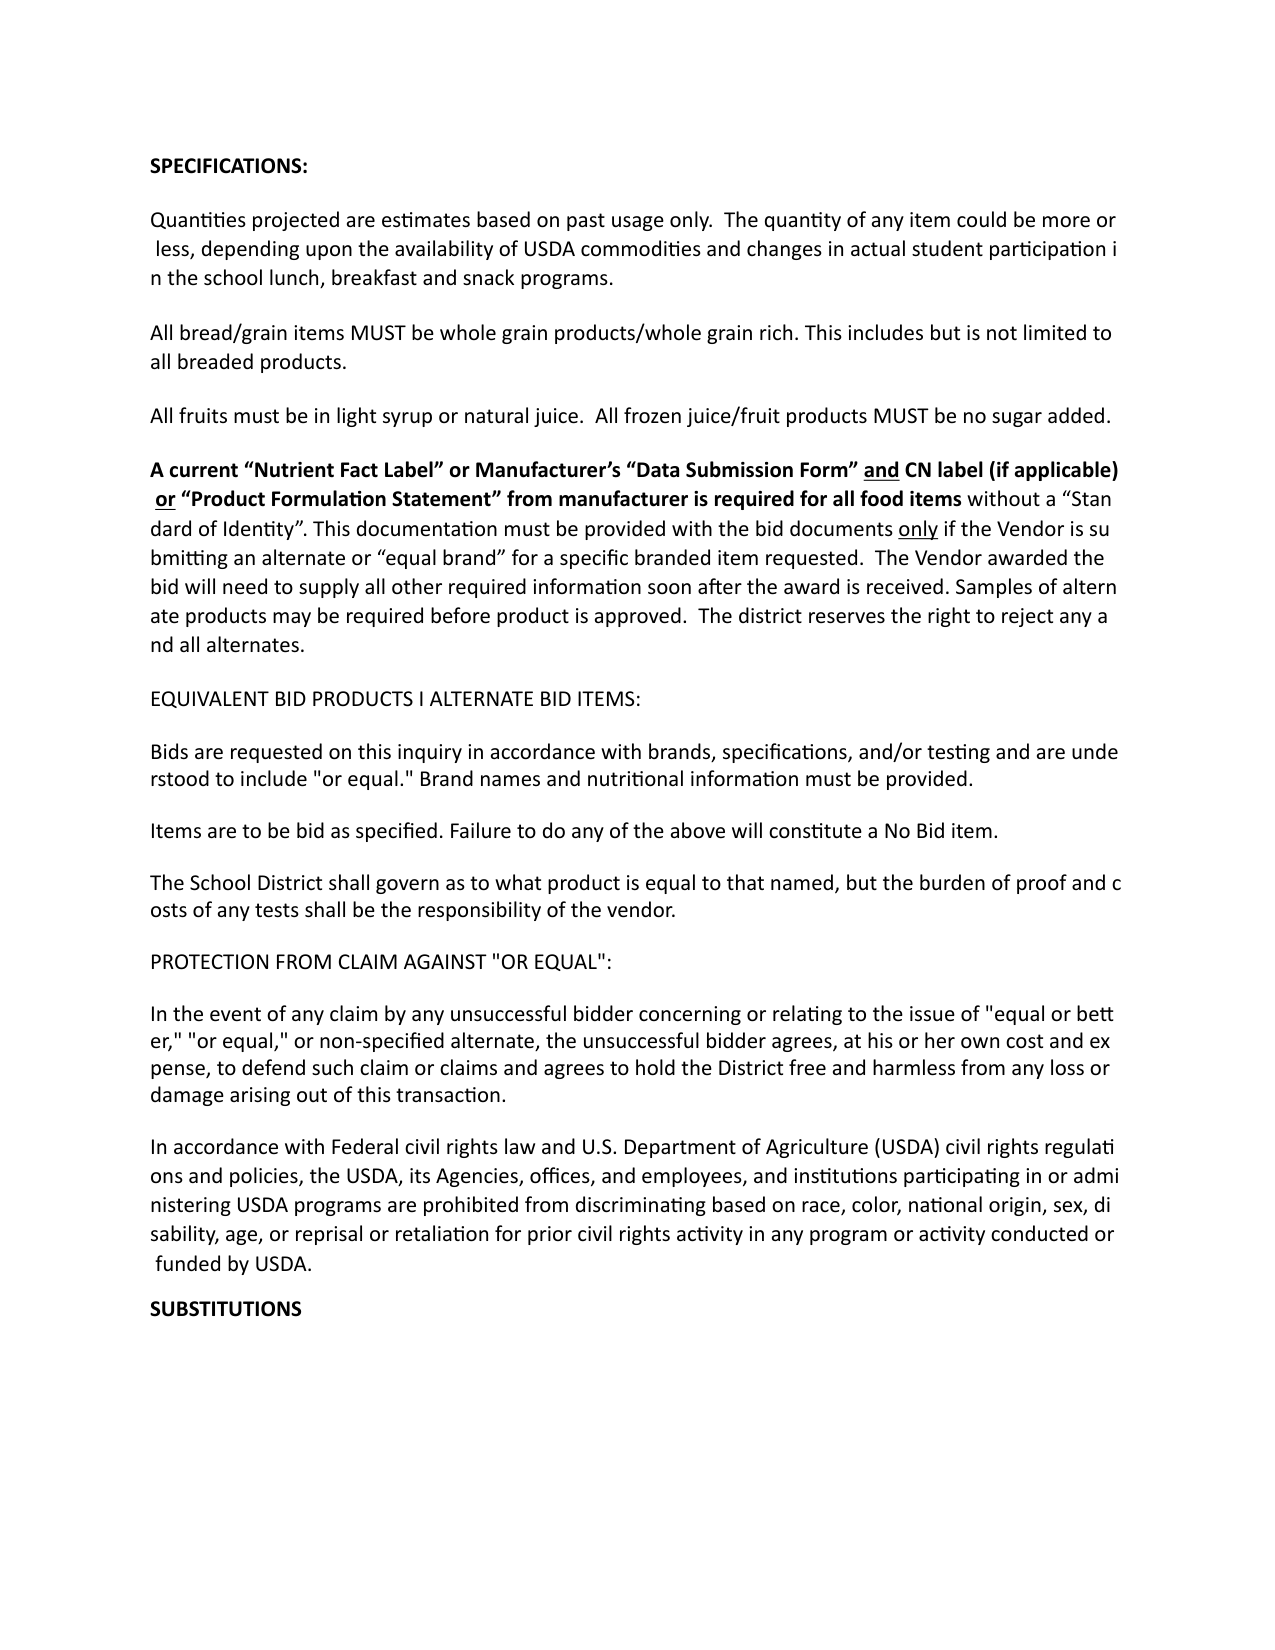 SPECIFICATIONS:
Quantities projected are estimates based on past usage only.  The quantity of any item could be more or
less, depending upon the availability of USDA commodities and changes in actual student participation i
n the school lunch, breakfast and snack programs.
All bread/grain items MUST be whole grain products/whole grain rich. This includes but is not limited to
all breaded products.
All fruits must be in light syrup or natural juice.  All frozen juice/fruit products MUST be no sugar added.
A current “Nutrient Fact Label” or Manufacturer’s “Data Submission Form” and CN label (if applicable)
or “Product Formulation Statement” from manufacturer is required for all food items without a “Stan
dard of Identity”. This documentation must be provided with the bid documents only if the Vendor is su
bmitting an alternate or “equal brand” for a specific branded item requested.  The Vendor awarded the
bid will need to supply all other required information soon after the award is received. Samples of altern
ate products may be required before product is approved.  The district reserves the right to reject any a
nd all alternates.
EQUIVALENT BID PRODUCTS I ALTERNATE BID ITEMS:
Bids are requested on this inquiry in accordance with brands, specifications, and/or testing and are unde
rstood to include "or equal." Brand names and nutritional information must be provided.
Items are to be bid as specified. Failure to do any of the above will constitute a No Bid item.
The School District shall govern as to what product is equal to that named, but the burden of proof and c
osts of any tests shall be the responsibility of the vendor.
PROTECTION FROM CLAIM AGAINST "OR EQUAL":
In the event of any claim by any unsuccessful bidder concerning or relating to the issue of "equal or bett
er," "or equal," or non-specified alternate, the unsuccessful bidder agrees, at his or her own cost and ex
pense, to defend such claim or claims and agrees to hold the District free and harmless from any loss or
damage arising out of this transaction.
In accordance with Federal civil rights law and U.S. Department of Agriculture (USDA) civil rights regulati
ons and policies, the USDA, its Agencies, offices, and employees, and institutions participating in or admi
nistering USDA programs are prohibited from discriminating based on race, color, national origin, sex, di
sability, age, or reprisal or retaliation for prior civil rights activity in any program or activity conducted or
funded by USDA.
SUBSTITUTIONS